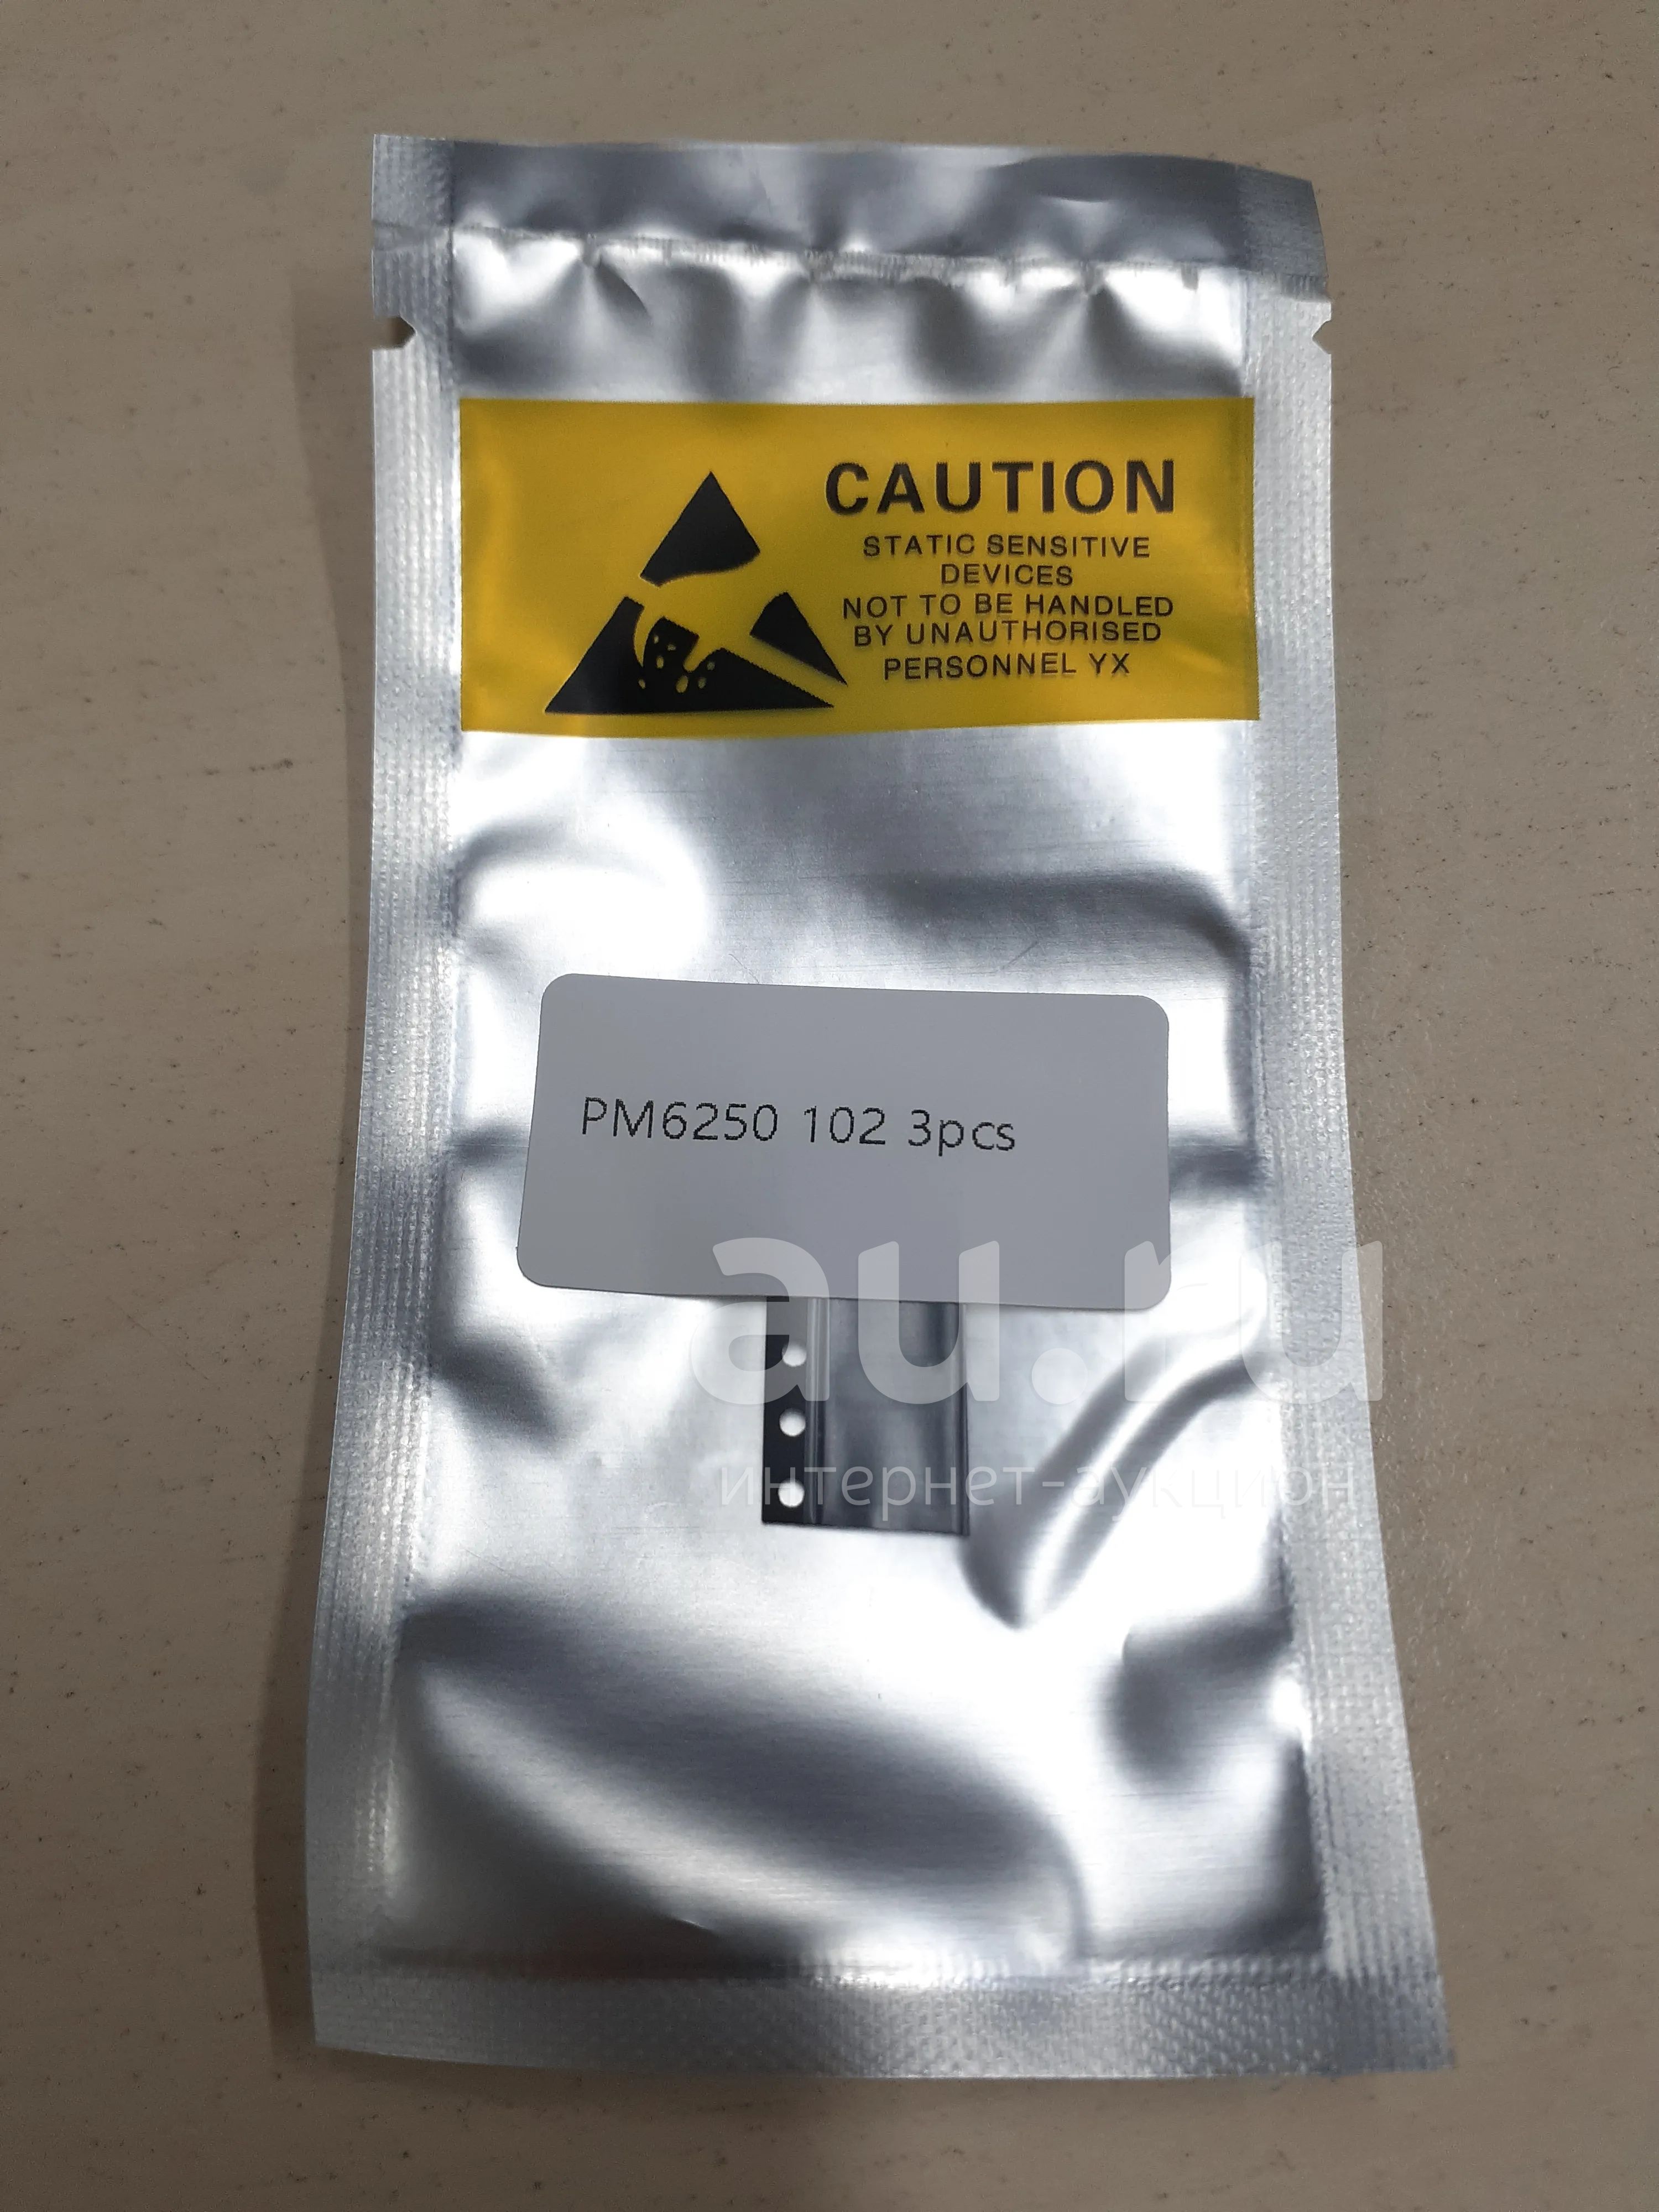 CAUTION
STATIC SENSITIVE
DEVICES
NOT TO BE HANDLED
BY UNAUTHORISED
PERSONNEL YX
PM6250 102 3pcs
au.ru
интернет-аукцион